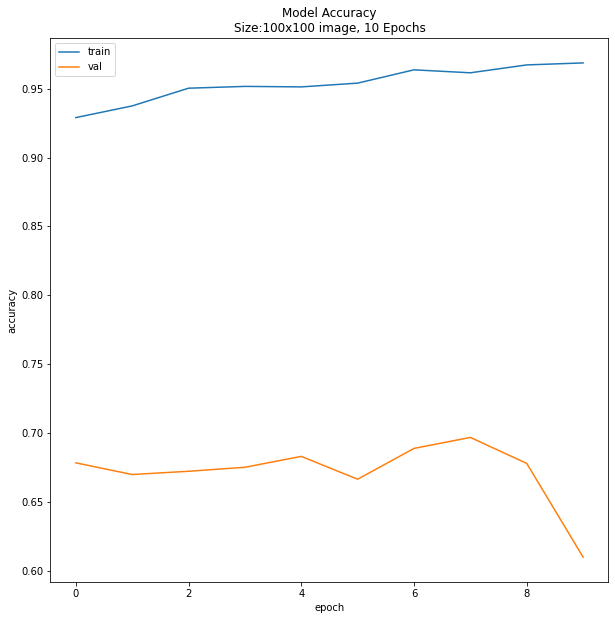 Model Accuracy
Size:100x100 image, 10 Epochs
train
val
0.95
0.90
0.85
0.80
0.75
0.70
0.65
0.60
accuracy
0 2 4 6 8
epoch